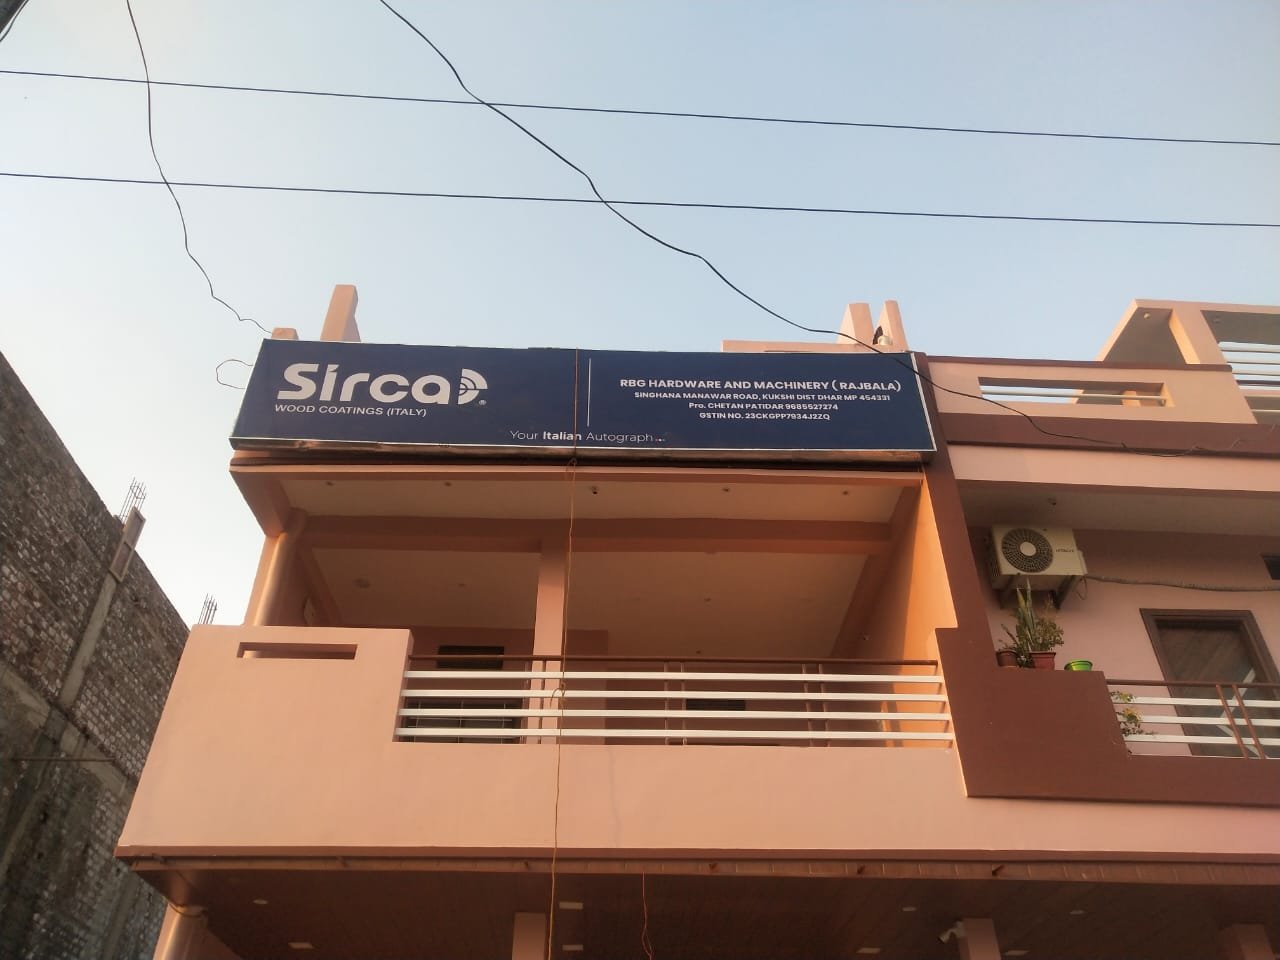 Sirca
WOOD COATINGS (ITALY)
Your Italian Autograph...
RBG HARDWARE AND MACHINERY ( RAJBALA)
SINGHANA MANAWAR ROAD, KUKSHI DIST DHAR MP 454331
Pro. CHETAN PATIDAR 9685527274
GSTIN NO. 23CKGPP7934J2ZQ